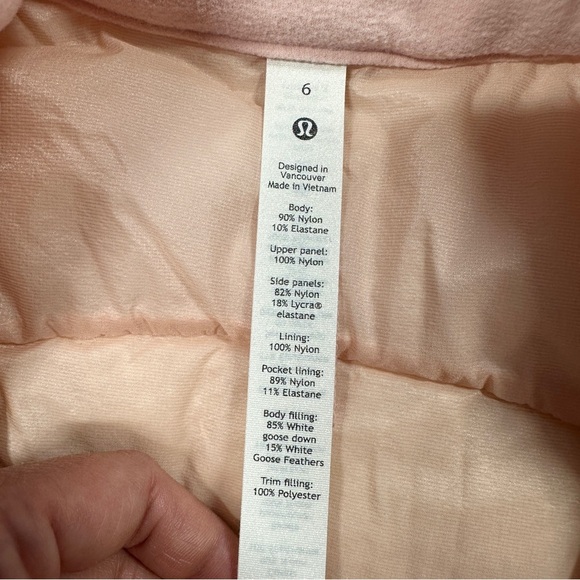 6
Designed in
Vancouver
Made in Vietnam
Body:
90% Nylon
10% Elastane
Upper panel:
100% Nylon
Side panels:
82% Nylon
18% Lycra®
elastane
Lining:
100% Nylon
Pocket lining:
89% Nylon
11% Elastane
Body filling:
85% White
goose down
15% White
Goose Feathers
Trim filling:
100% Polyester